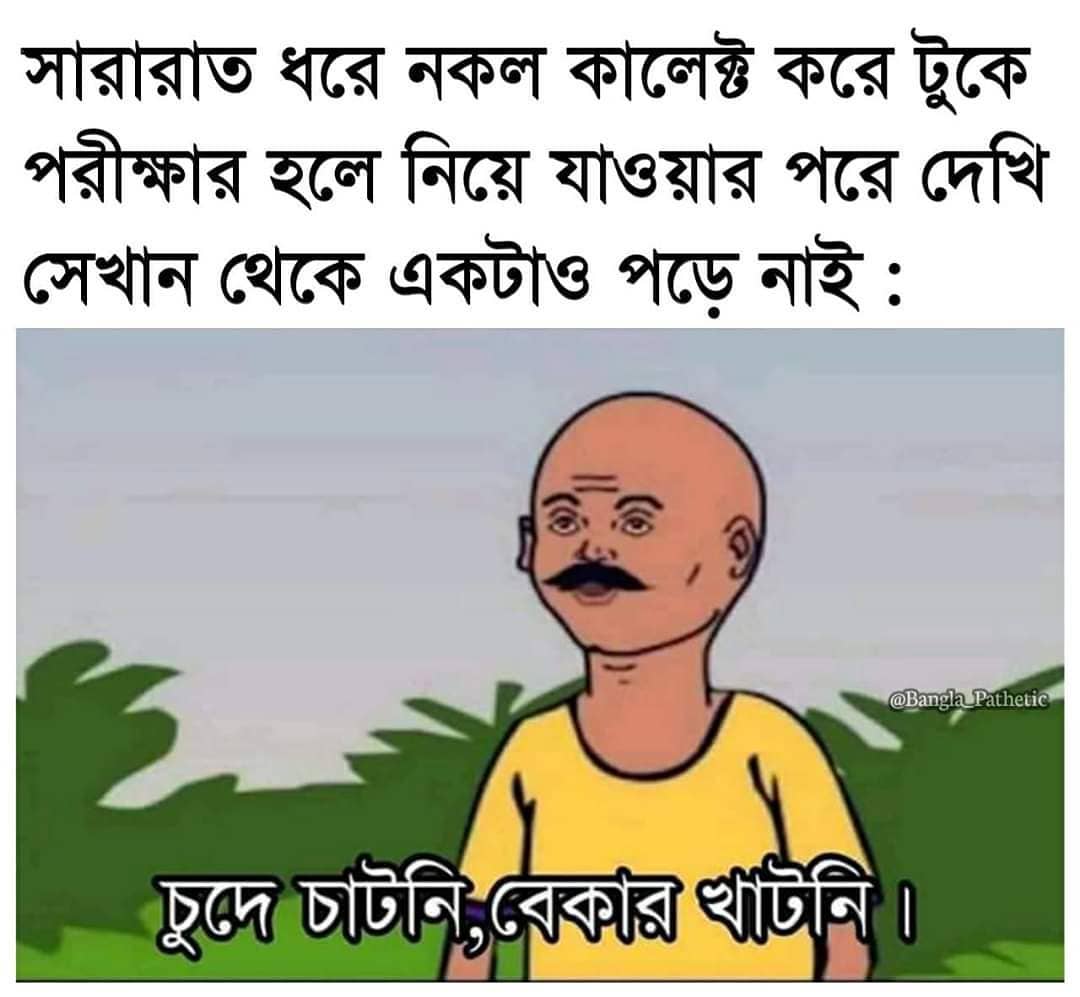 সারারাত ধরে নকল কালেক্ট করে টুকে
পরীক্ষার হলে নিয়ে যাওয়ার পরে দেখি
সেখান থেকে একটাও পড়ে নাই :
@Bangla_Pathetic
চুদে চাটনি,বেকার খাটনি।